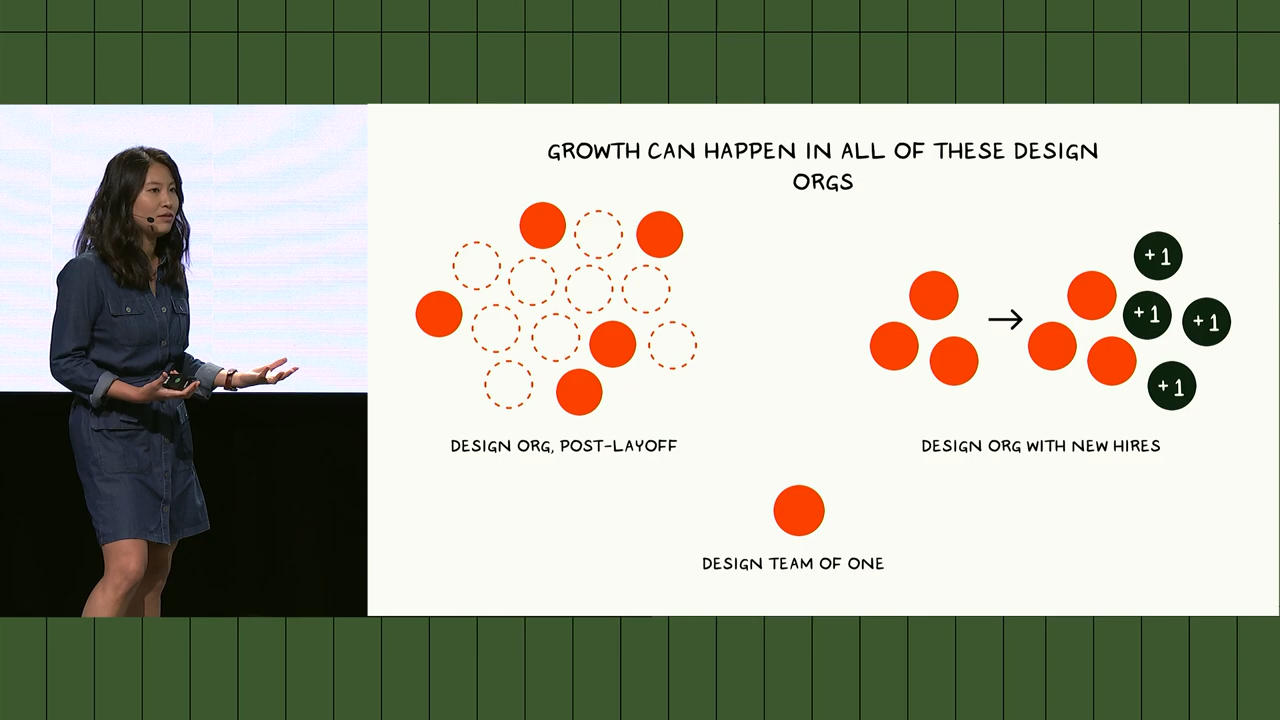 GROWTH CAN HAPPEN IN ALL OF THESE DESIGN
ORGS
+1
+1
+1
+1
DESIGN ORG, POST-LAYOFF
DESIGN ORG WITH NEW HIRES
DESIGN TEAM OF ONE